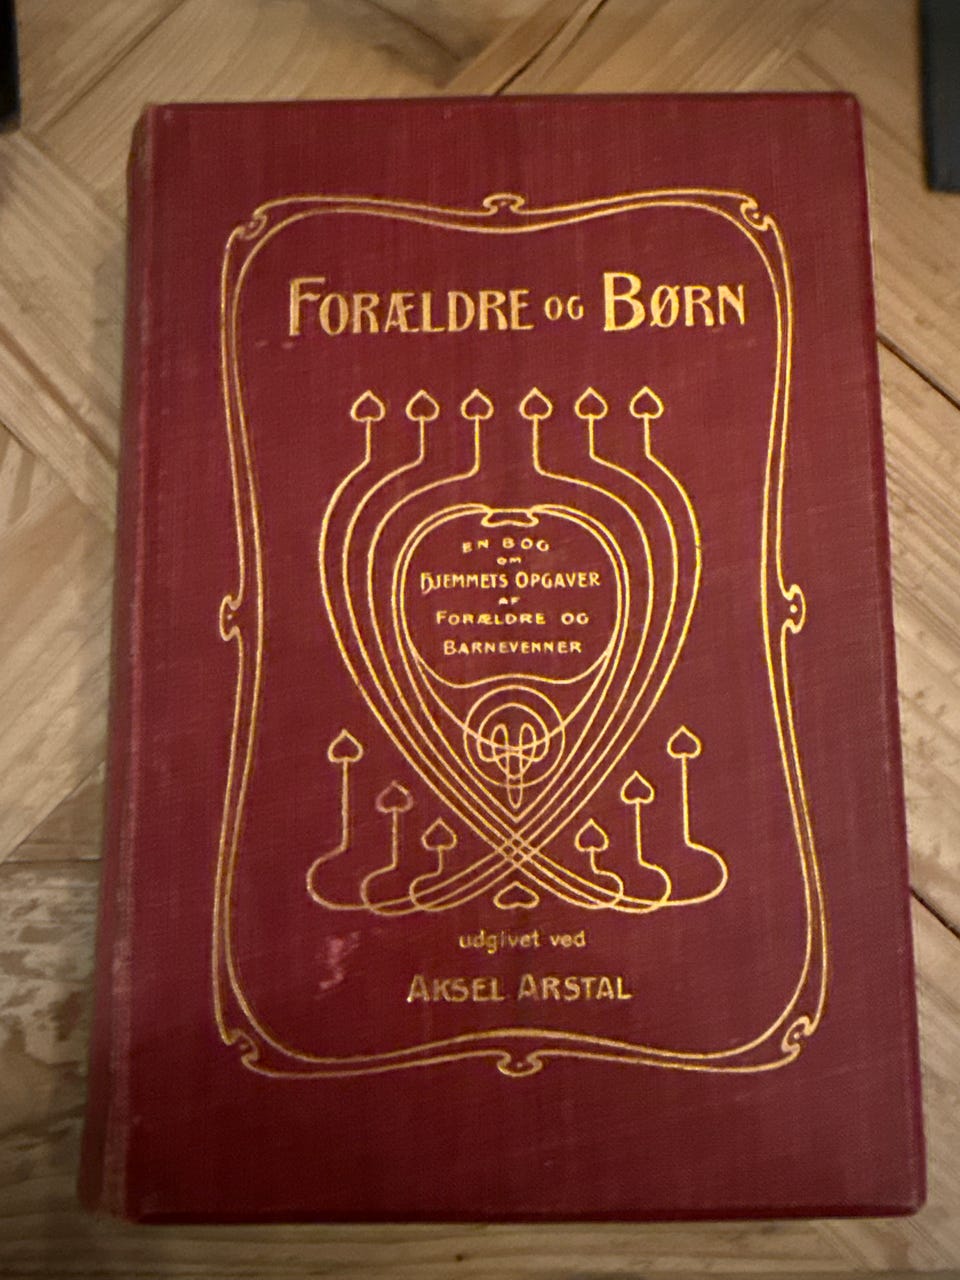 FORÆLDRE OG BØRN
EN BOG
OM
HJEMMETS OPGAVER
AF
FORÆLDRE OG
BARNEVENNER
udgivet ved
AKSEL ARSTAL